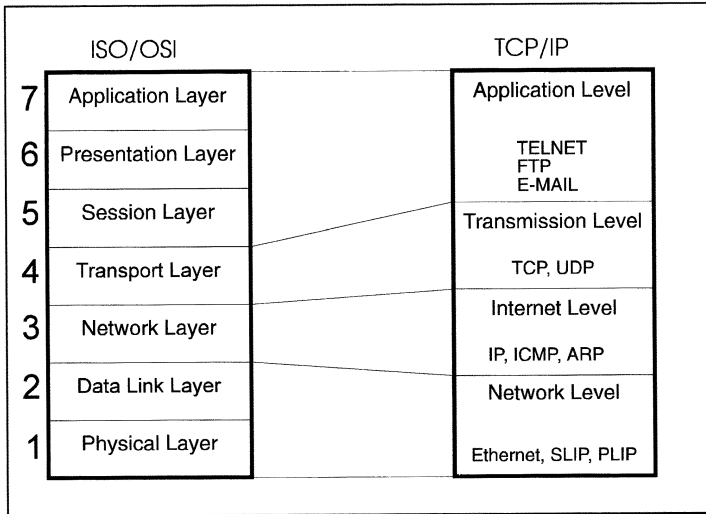 ISO/OSI
7 Application Layer
6 Presentation Layer
5 Session Layer
4 Transport Layer
3 Network Layer
2 Data Link Layer
1 Physical Layer
TCP/IP
Application Level
TELNET
FTP
E-MAIL
Transmission Level
TCP, UDP
Internet Level
IP, ICMP, ARP
Network Level
Ethernet, SLIP, PLIP